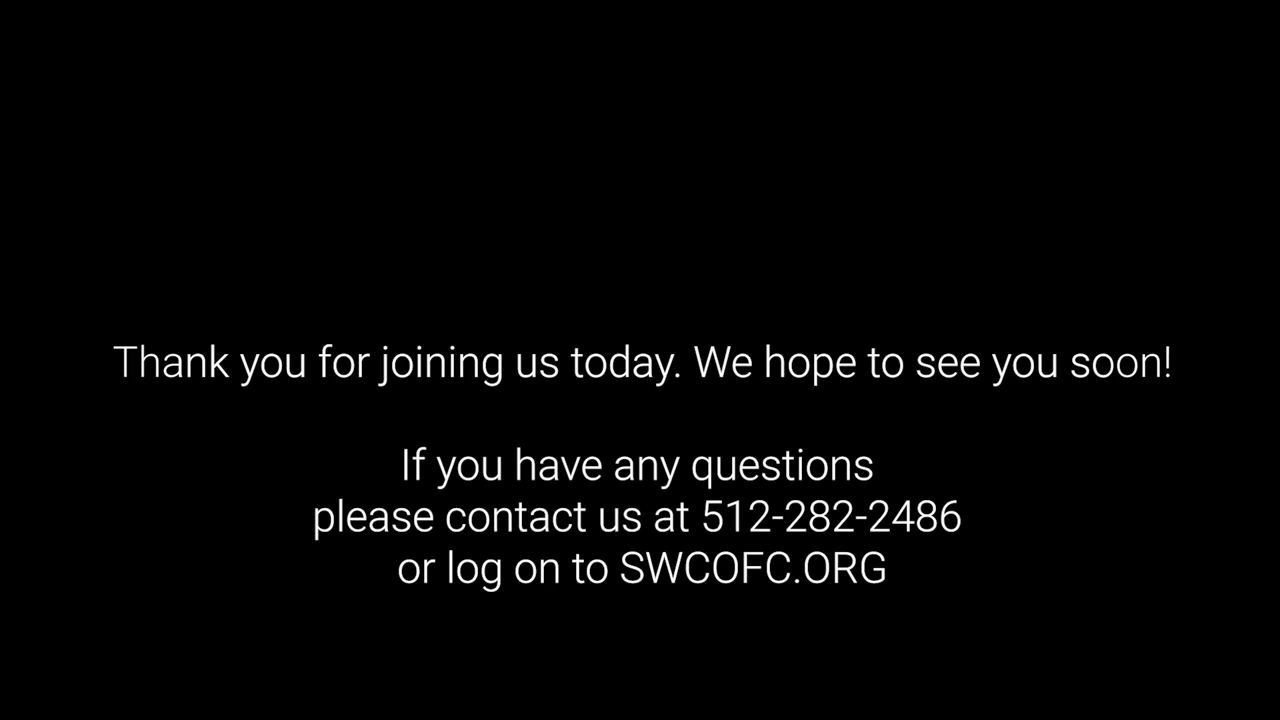 Thank you for joining us today. We hope to see you soon!
If you have any questions
please contact us at 512-282-2486
or log on to SWCOFC.ORG